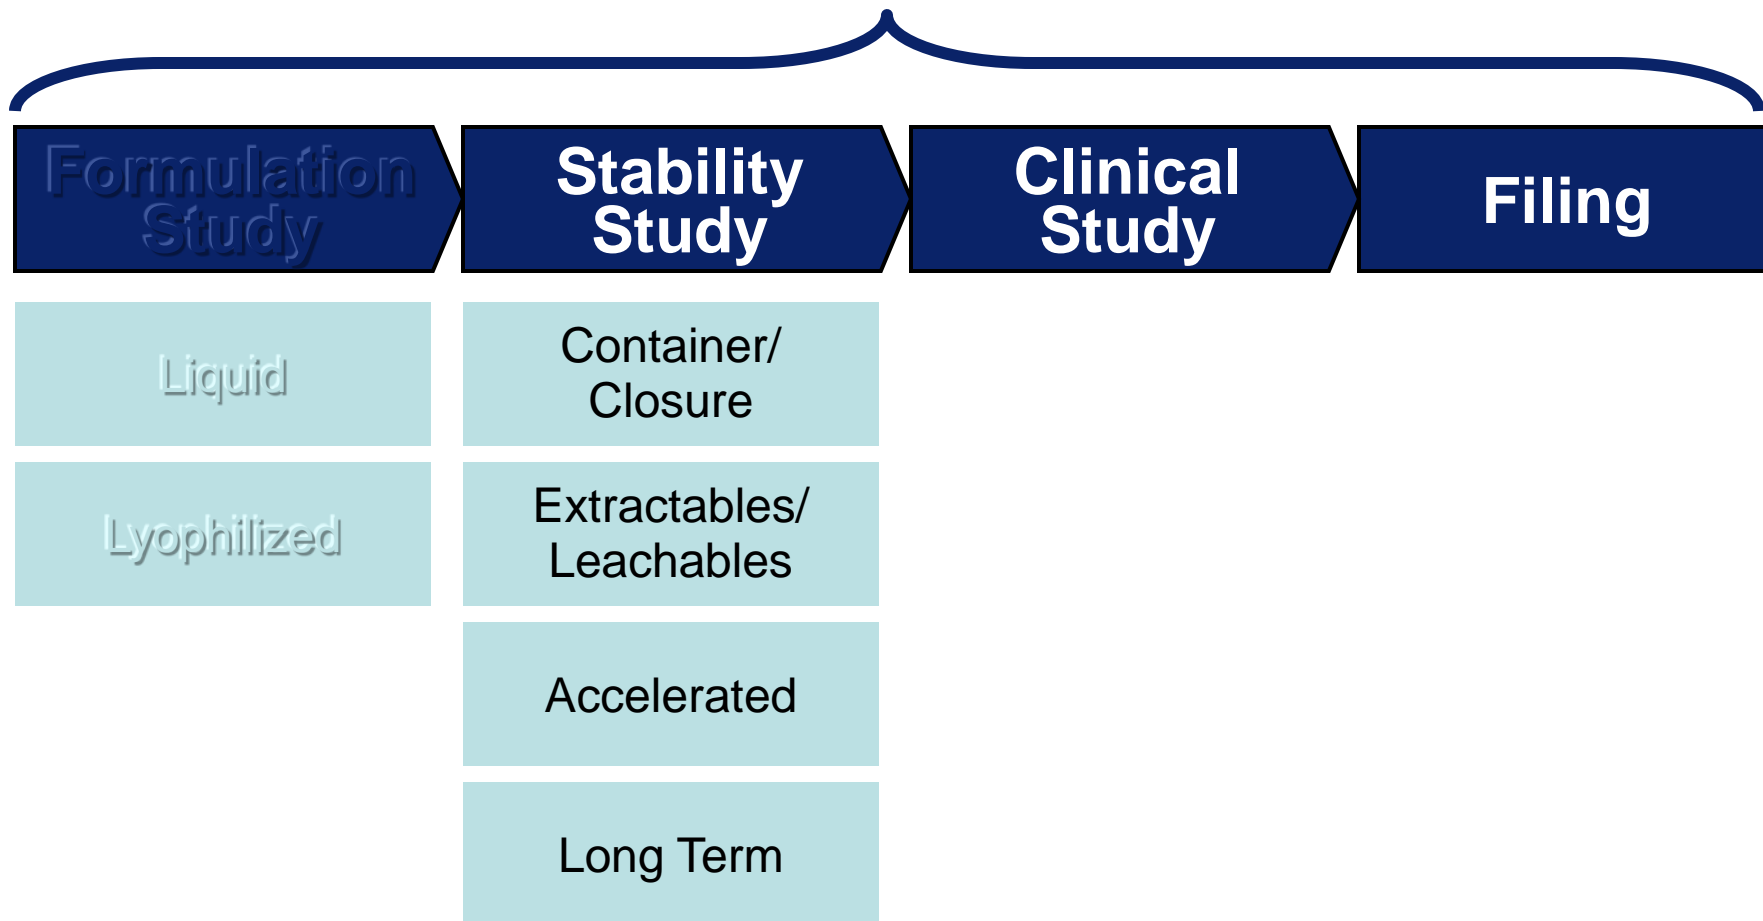 Formulation
Study
Stability
Study
Clinical
Study
Filing
Liquid
Lyophilized
Container/
Closure
Extractables/
Leachables
Accelerated
Long Term